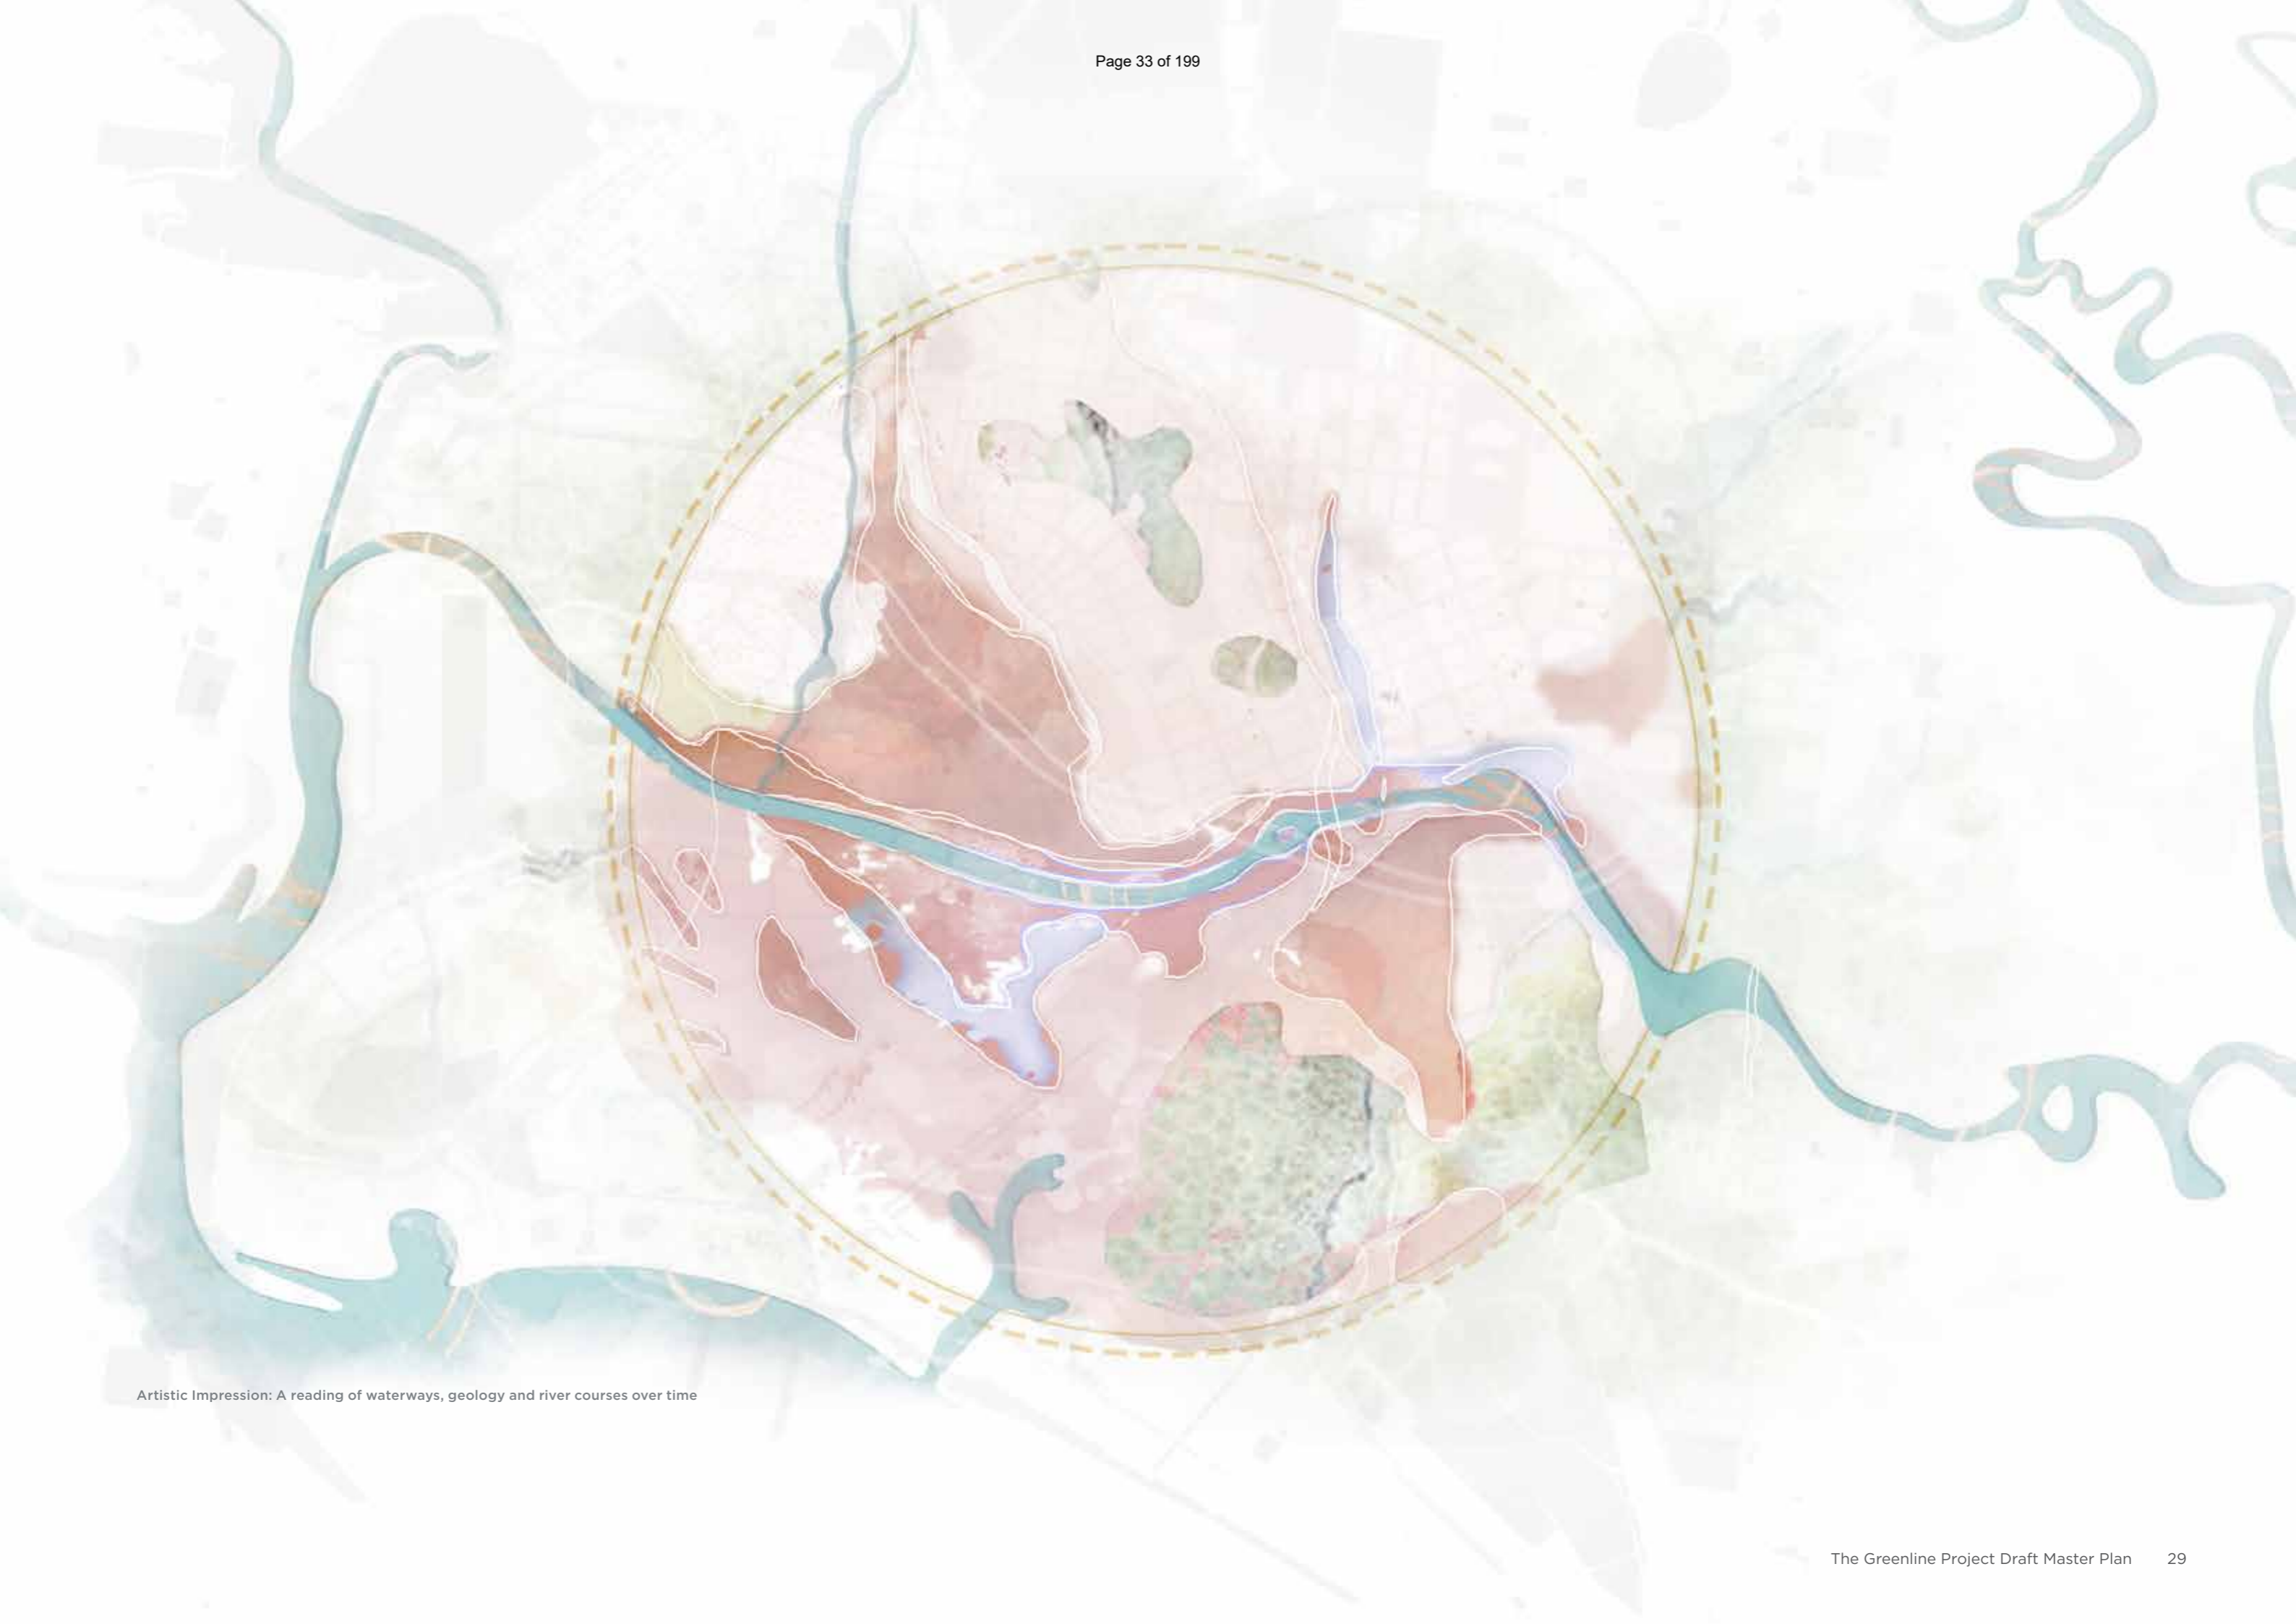 Page 33 of 199
Artistic Impression: A reading of waterways, geology and river courses over time
The Greenline Project Draft Master Plan 29